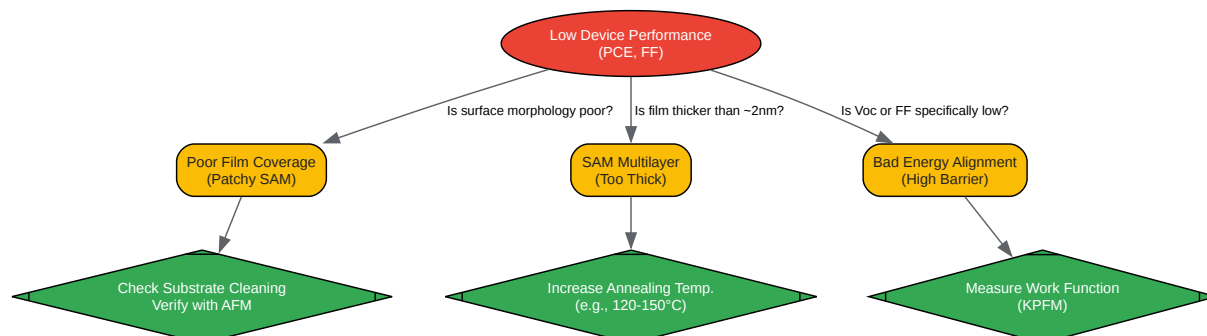 Low Device Performance
(PCE, FF)
Is surface morphology poor?
Is film thicker than ~2nm?
Is Voc or FF specifically low?
Poor Film Coverage
(Patchy SAM)
SAM Multilayer
(Too Thick)
Bad Energy Alignment
(High Barrier)
Check Substrate Cleaning
Verify with AFM
Increase Annealing Temp.
(e.g., 120-150°C)
Measure Work Function
(KPFM)